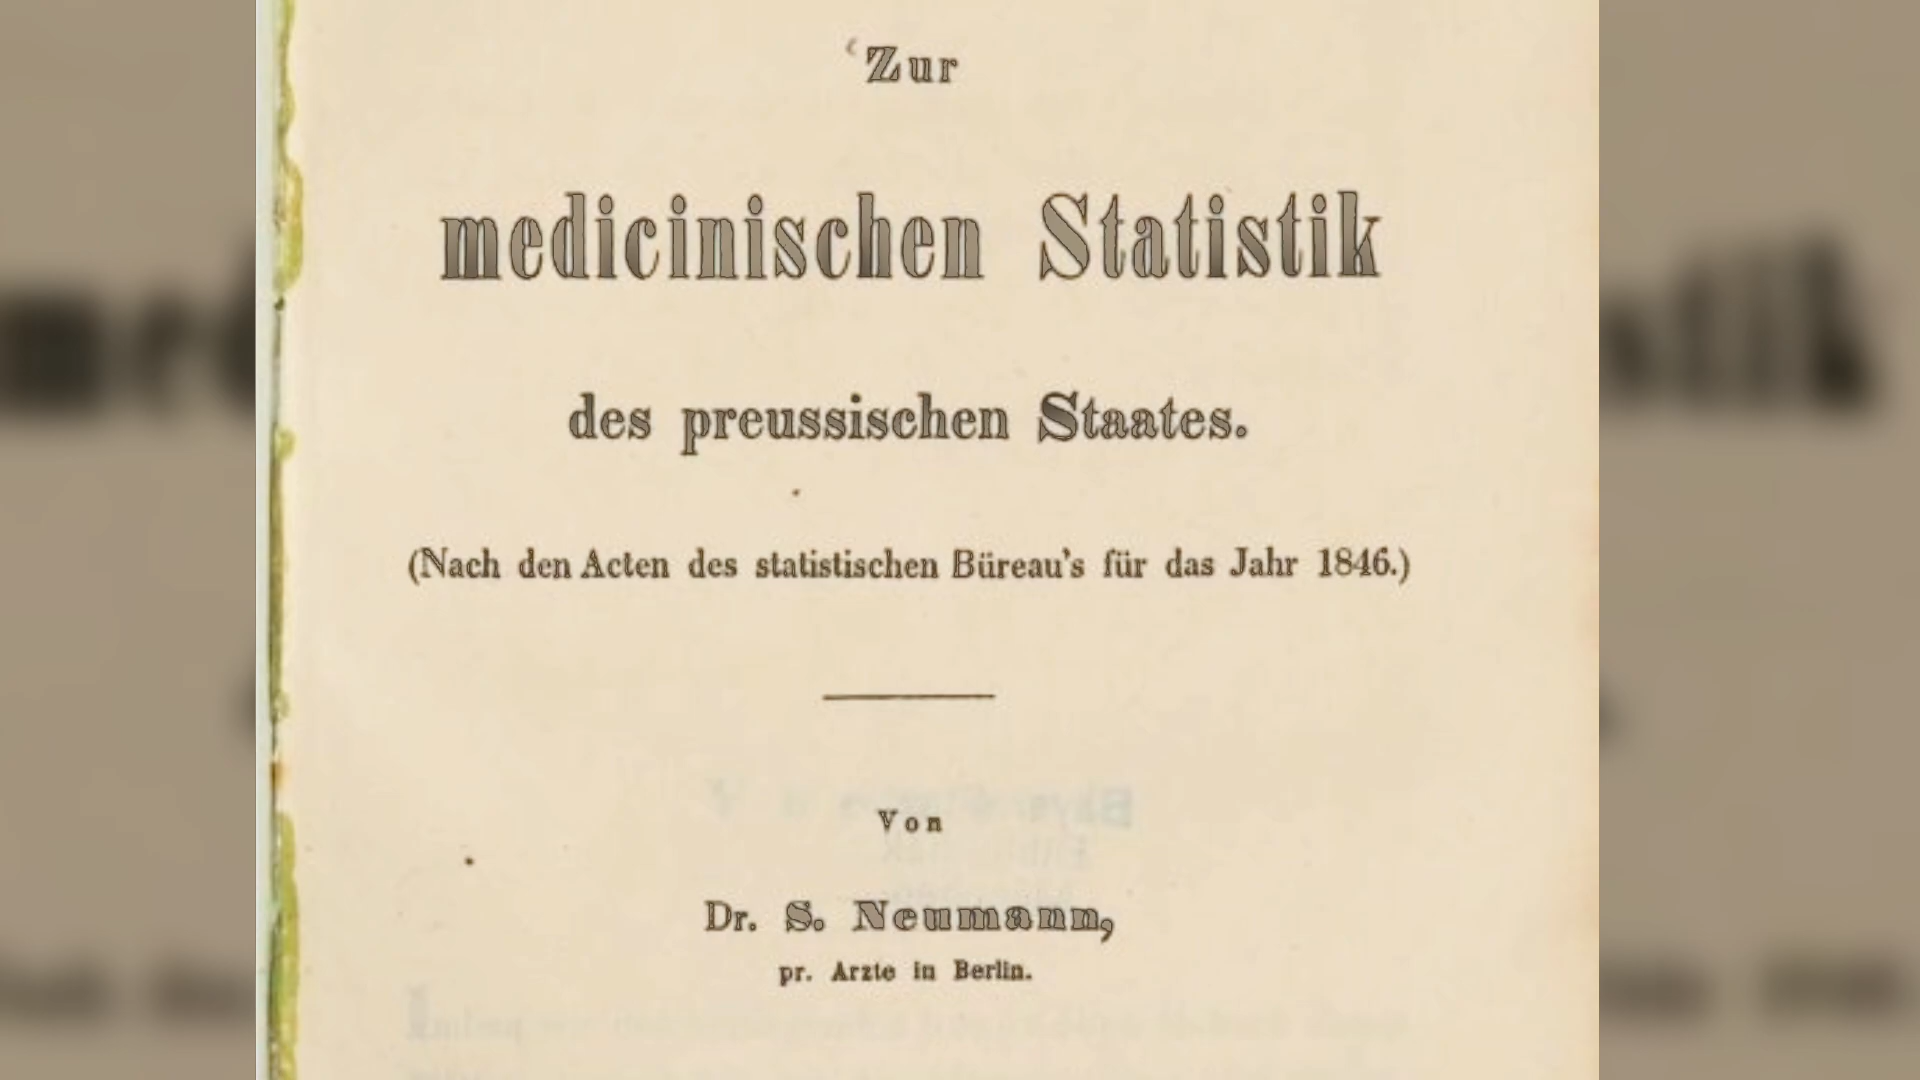 Zur
medicinischen Statistik
des preussischen Staates.
(Nach den Acten des statistischen Büreau's für das Jahr 1846.)
Von
Dr. S. Neumann,
pr. Arzte in Berlin.